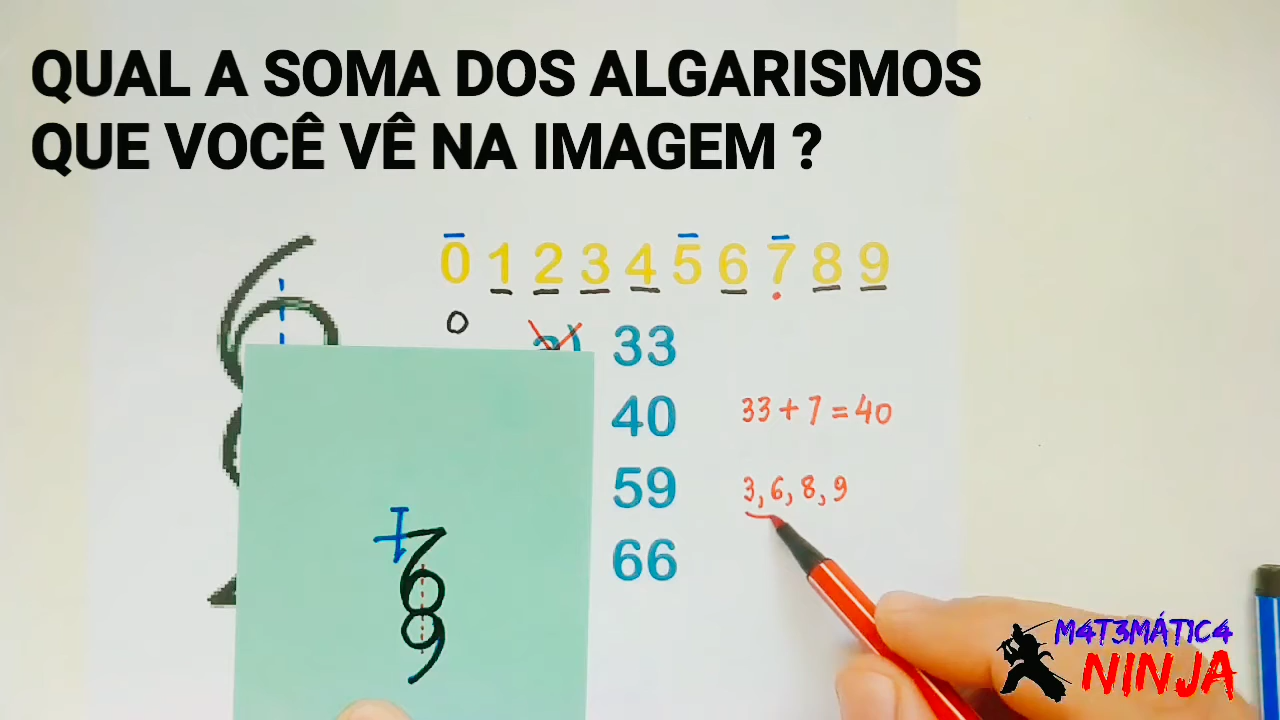 QUAL A SOMA DOS ALGARISMOS
QUE VOCÊ VÊ NA IMAGEM ?
0 1 2 3 4 5 6 7 8 9
0
33
40
33 + 7 = 40
59
3, 6, 8, 9
66
M4T3MÁTIC4
NINJA